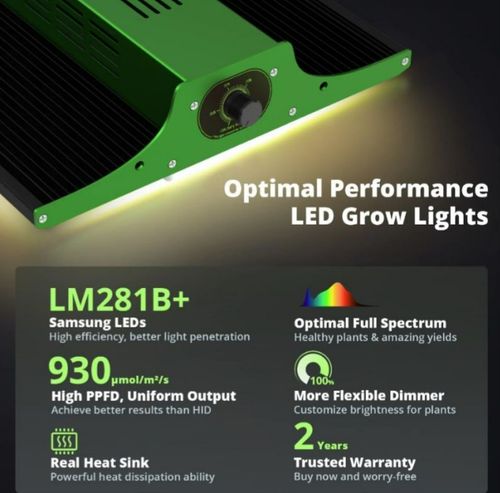 Optimal Performance
LED Grow Lights
LM281B+
Samsung LEDs
High efficiency, better light penetration
Optimal Full Spectrum
Healthy plants & amazing yields
930 μmol/m²/s
High PPFD, Uniform Output
Achieve better results than HID
100%
More Flexible Dimmer
Customize brightness for plants
Real Heat Sink
Powerful heat dissipation ability
2 Years
Trusted Warranty
Buy now and worry-free